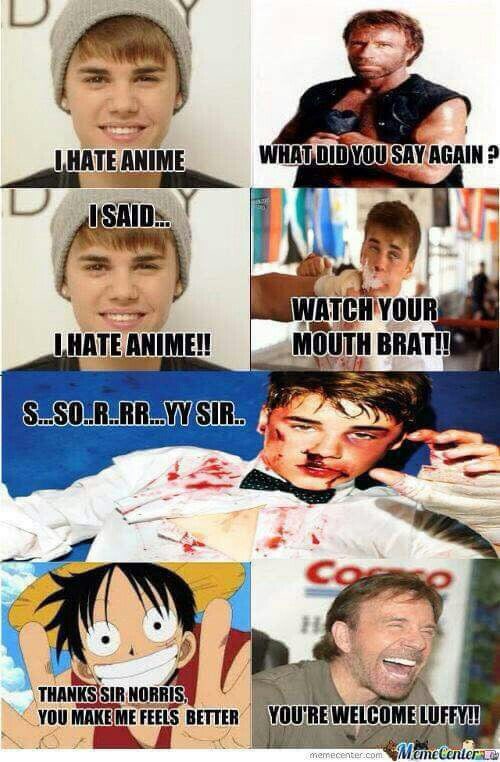 I HATE ANIME
WHAT DID YOU SAY AGAIN ?
I SAID...
I HATE ANIME!!
WATCH YOUR
MOUTH BRAT!!
S...SO..R..RR...YY SIR..
THANKS SIR NORRIS,
YOU MAKE ME FEELS BETTER
YOU'RE WELCOME LUFFY!!
memecenter.com MemeCenter